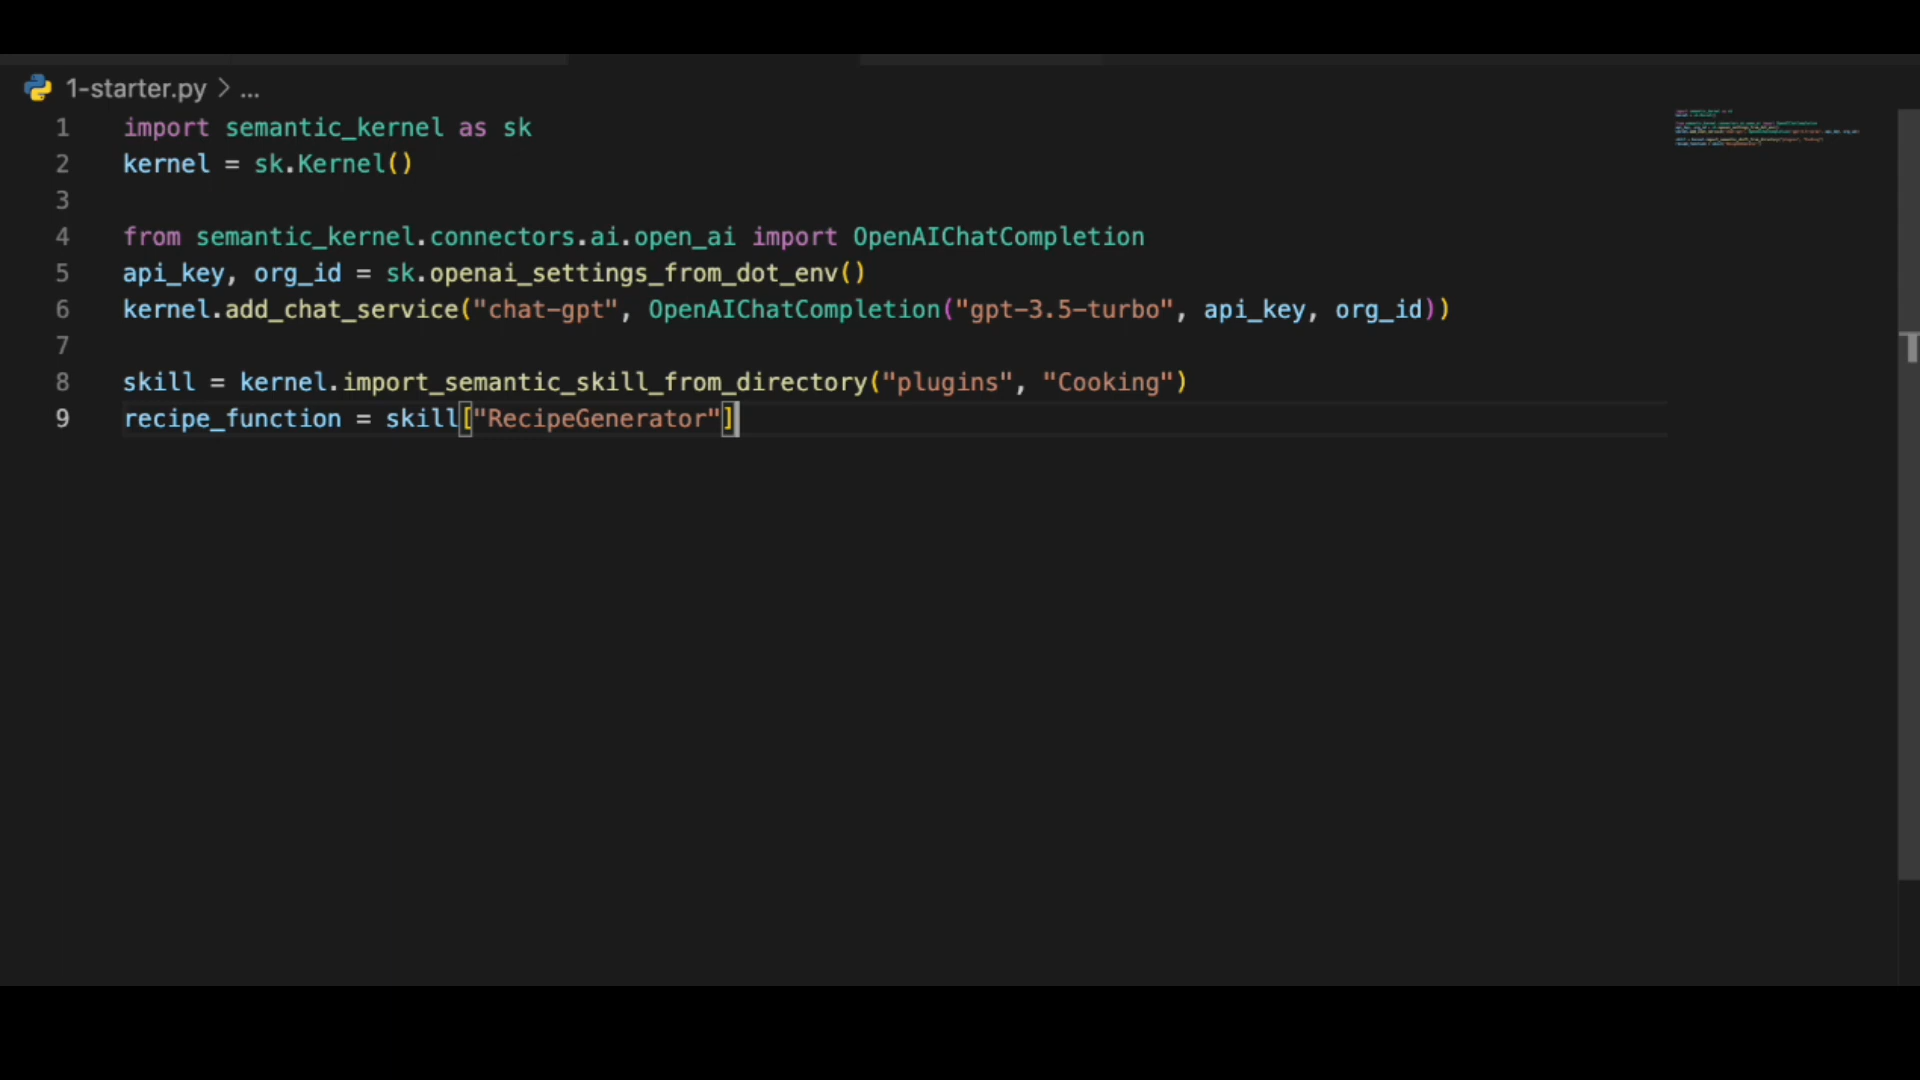 1-starter.py > ...
1 import semantic_kernel as sk
2 kernel = sk.Kernel()
3
4 from semantic_kernel.connectors.ai.open_ai import OpenAIChatCompletion
5 api_key, org_id = sk.openai_settings_from_dot_env()
6 kernel.add_chat_service("chat-gpt", OpenAIChatCompletion("gpt-3.5-turbo", api_key, org_id))
7
8 skill = kernel.import_semantic_skill_from_directory("plugins", "Cooking")
9 recipe_function = skill["RecipeGenerator"]